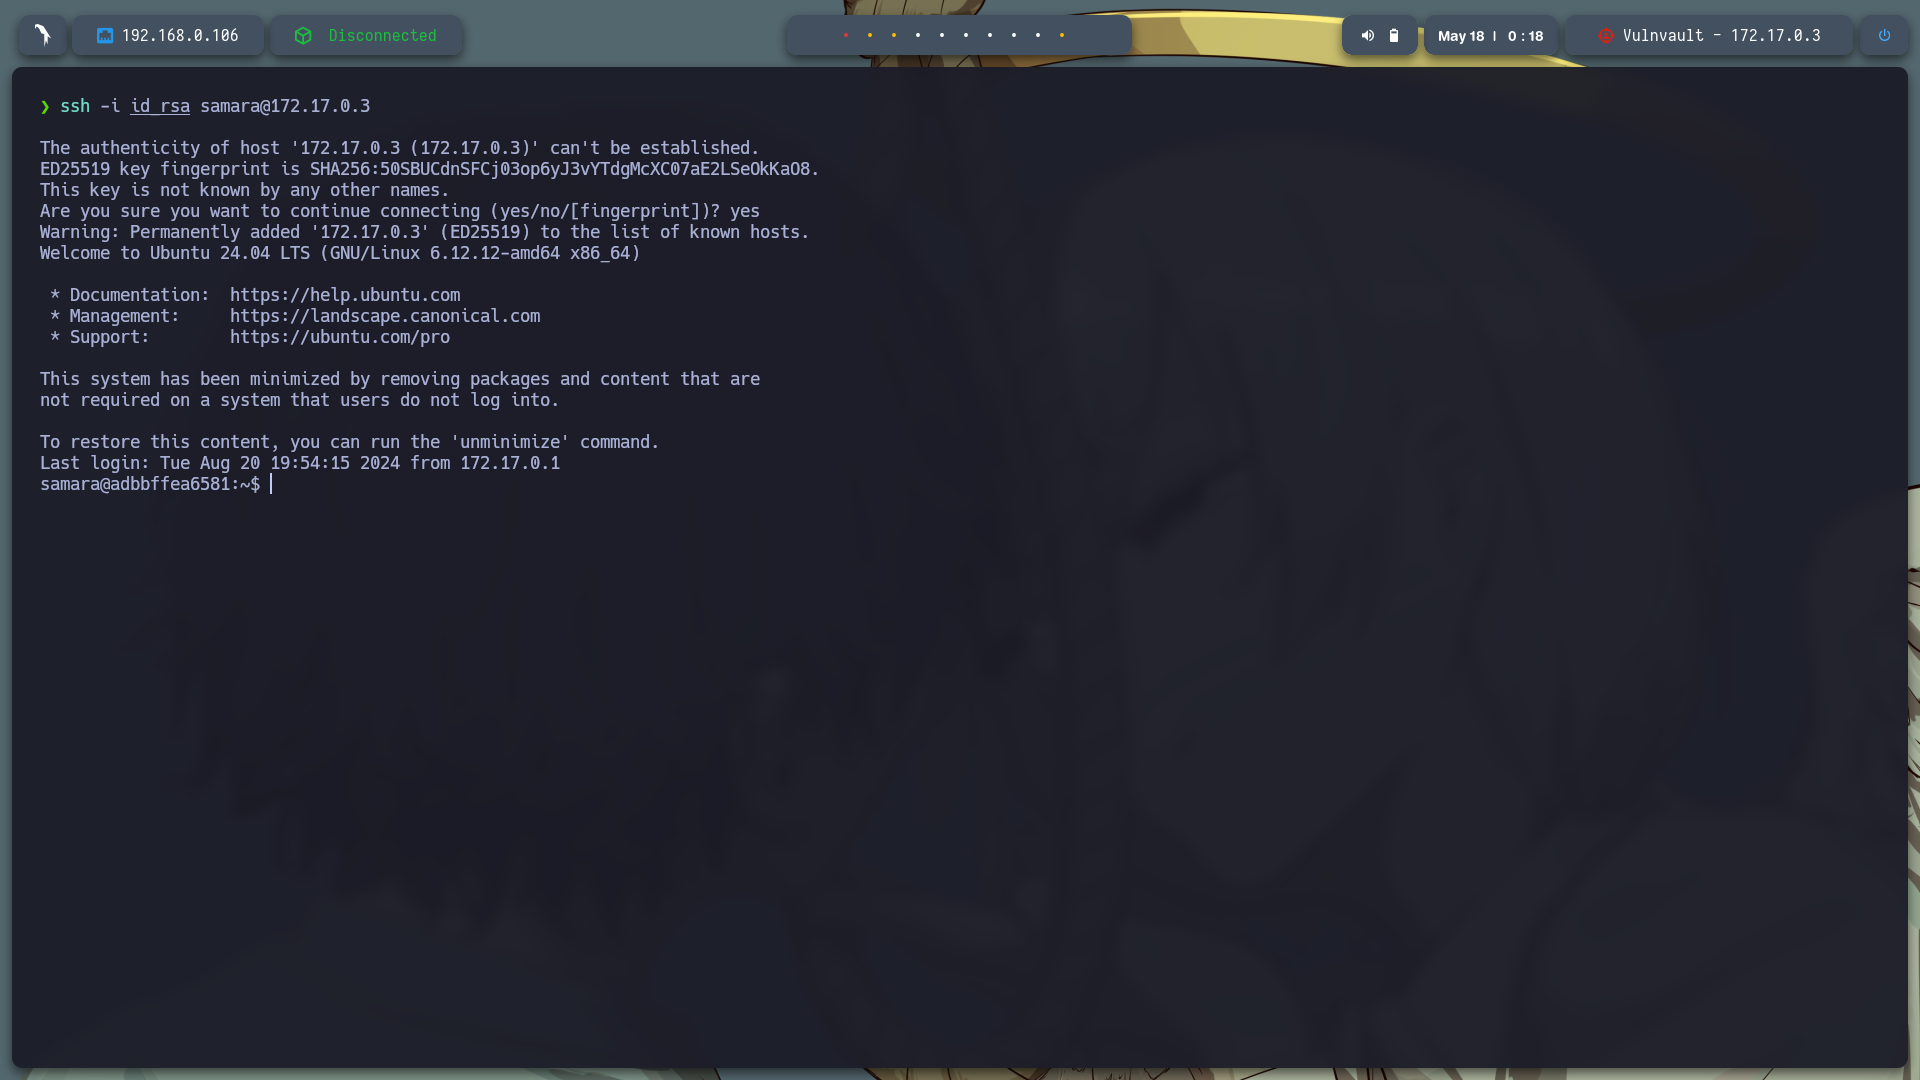 192.168.0.106
Disconnected
May 18 | 0 : 18
Vulnvault - 172.17.0.3
❯ ssh -i id_rsa samara@172.17.0.3
The authenticity of host '172.17.0.3 (172.17.0.3)' can't be established.
ED25519 key fingerprint is SHA256:50SBUCdnSFCj03op6yJ3vYTdgMcXC07aE2LSeOkKaO8.
This key is not known by any other names.
Are you sure you want to continue connecting (yes/no/[fingerprint])? yes
Warning: Permanently added '172.17.0.3' (ED25519) to the list of known hosts.
Welcome to Ubuntu 24.04 LTS (GNU/Linux 6.12.12-amd64 x86_64)
* Documentation:  https://help.ubuntu.com
* Management:     https://landscape.canonical.com
* Support:        https://ubuntu.com/pro
This system has been minimized by removing packages and content that are
not required on a system that users do not log into.
To restore this content, you can run the 'unminimize' command.
Last login: Tue Aug 20 19:54:15 2024 from 172.17.0.1
samara@adbbffea6581:~$